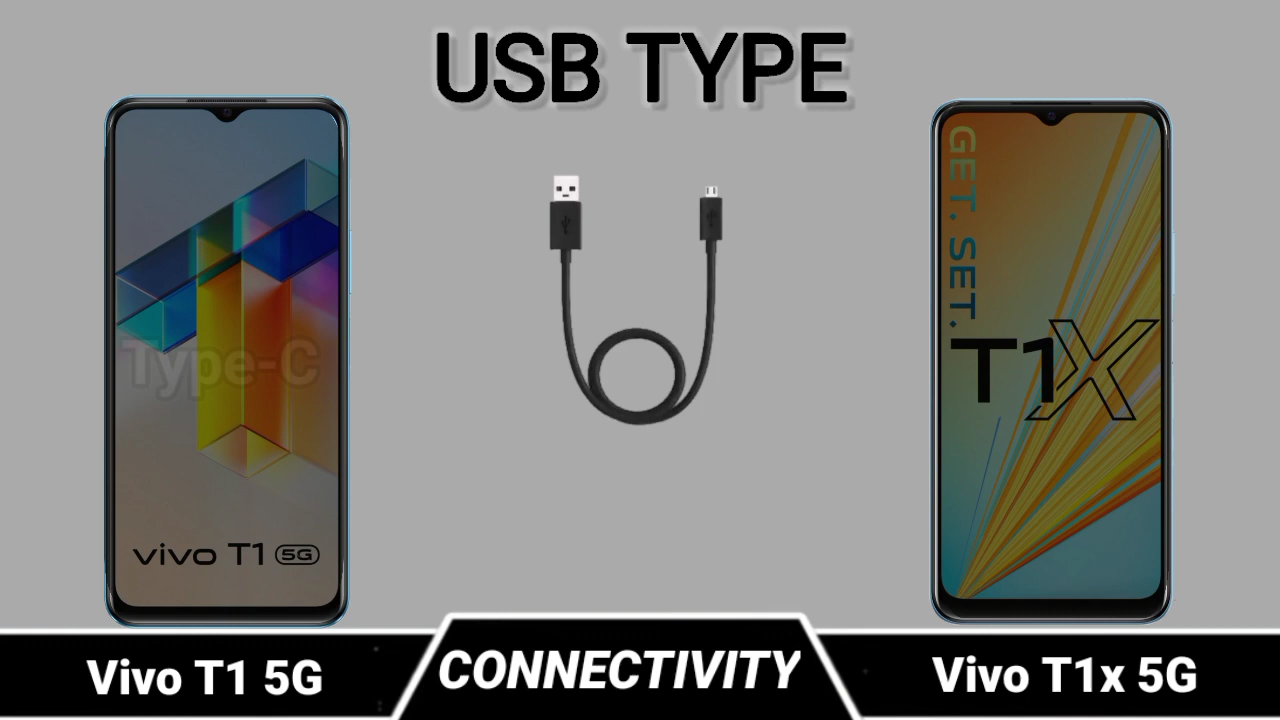 USB TYPE
Type-C
vivo T1 5G
GET. SET.
T1X
Vivo T1 5G
CONNECTIVITY
Vivo T1x 5G